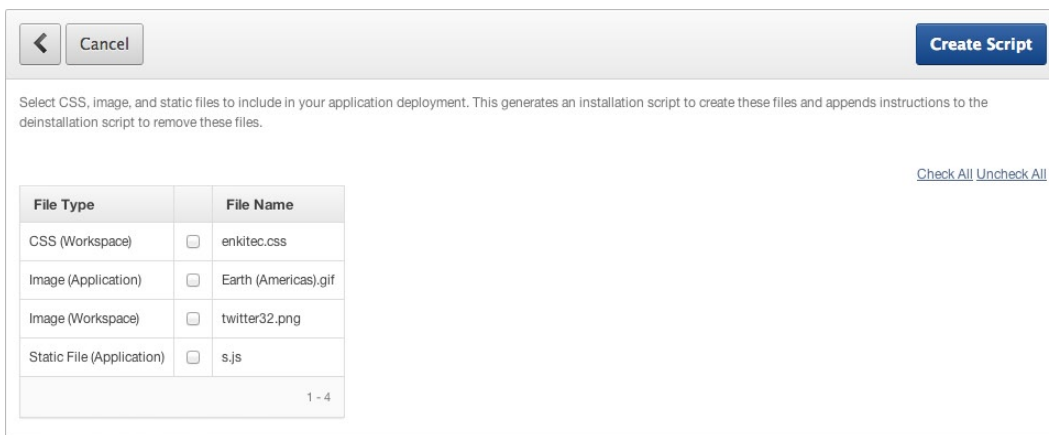 Cancel
Create Script
Select CSS, image, and static files to include in your application deployment. This generates an installation script to create these files and appends instructions to the
deinstallation script to remove these files.
Check All Uncheck All
File Type File Name
CSS (Workspace) enkitec.css
Image (Application) Earth (Americas).gif
Image (Workspace) twitter32.png
Static File (Application) s.js
1 - 4